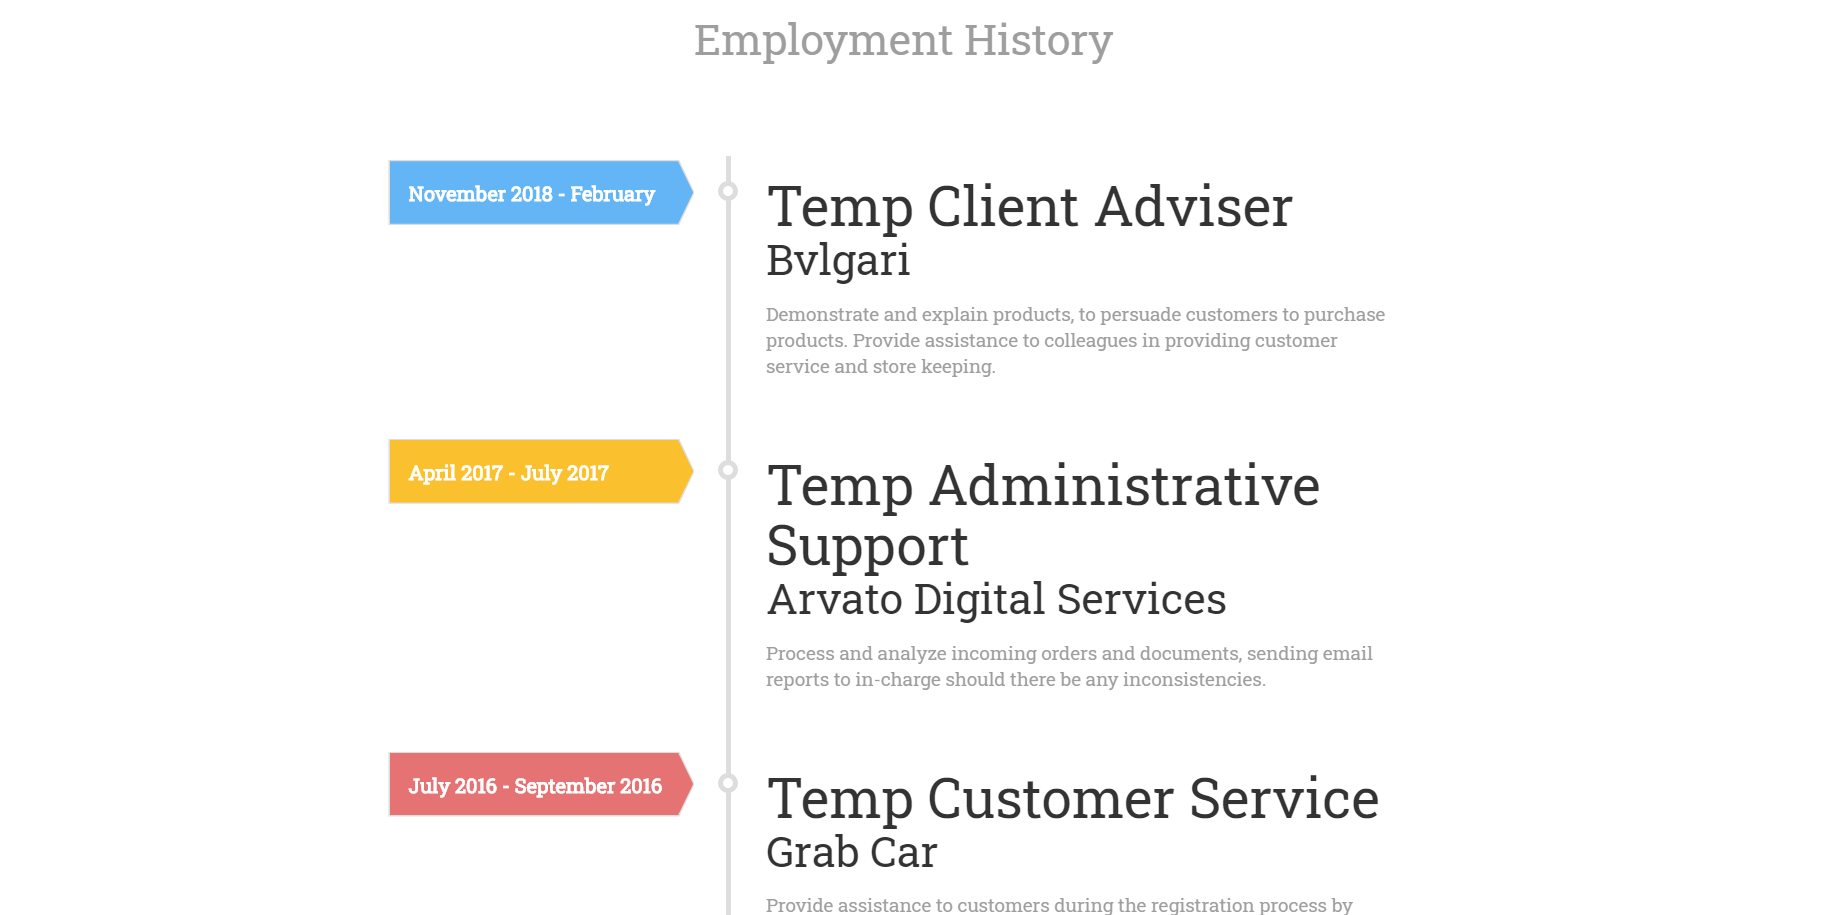 Employment History
November 2018 - February
Temp Client Adviser
Bvlgari
Demonstrate and explain products, to persuade customers to purchase
products. Provide assistance to colleagues in providing customer
service and store keeping.
April 2017 - July 2017
Temp Administrative
Support
Arvato Digital Services
Process and analyze incoming orders and documents, sending email
reports to in-charge should there be any inconsistencies.
July 2016 - September 2016
Temp Customer Service
Grab Car
Provide assistance to customers during the registration process by